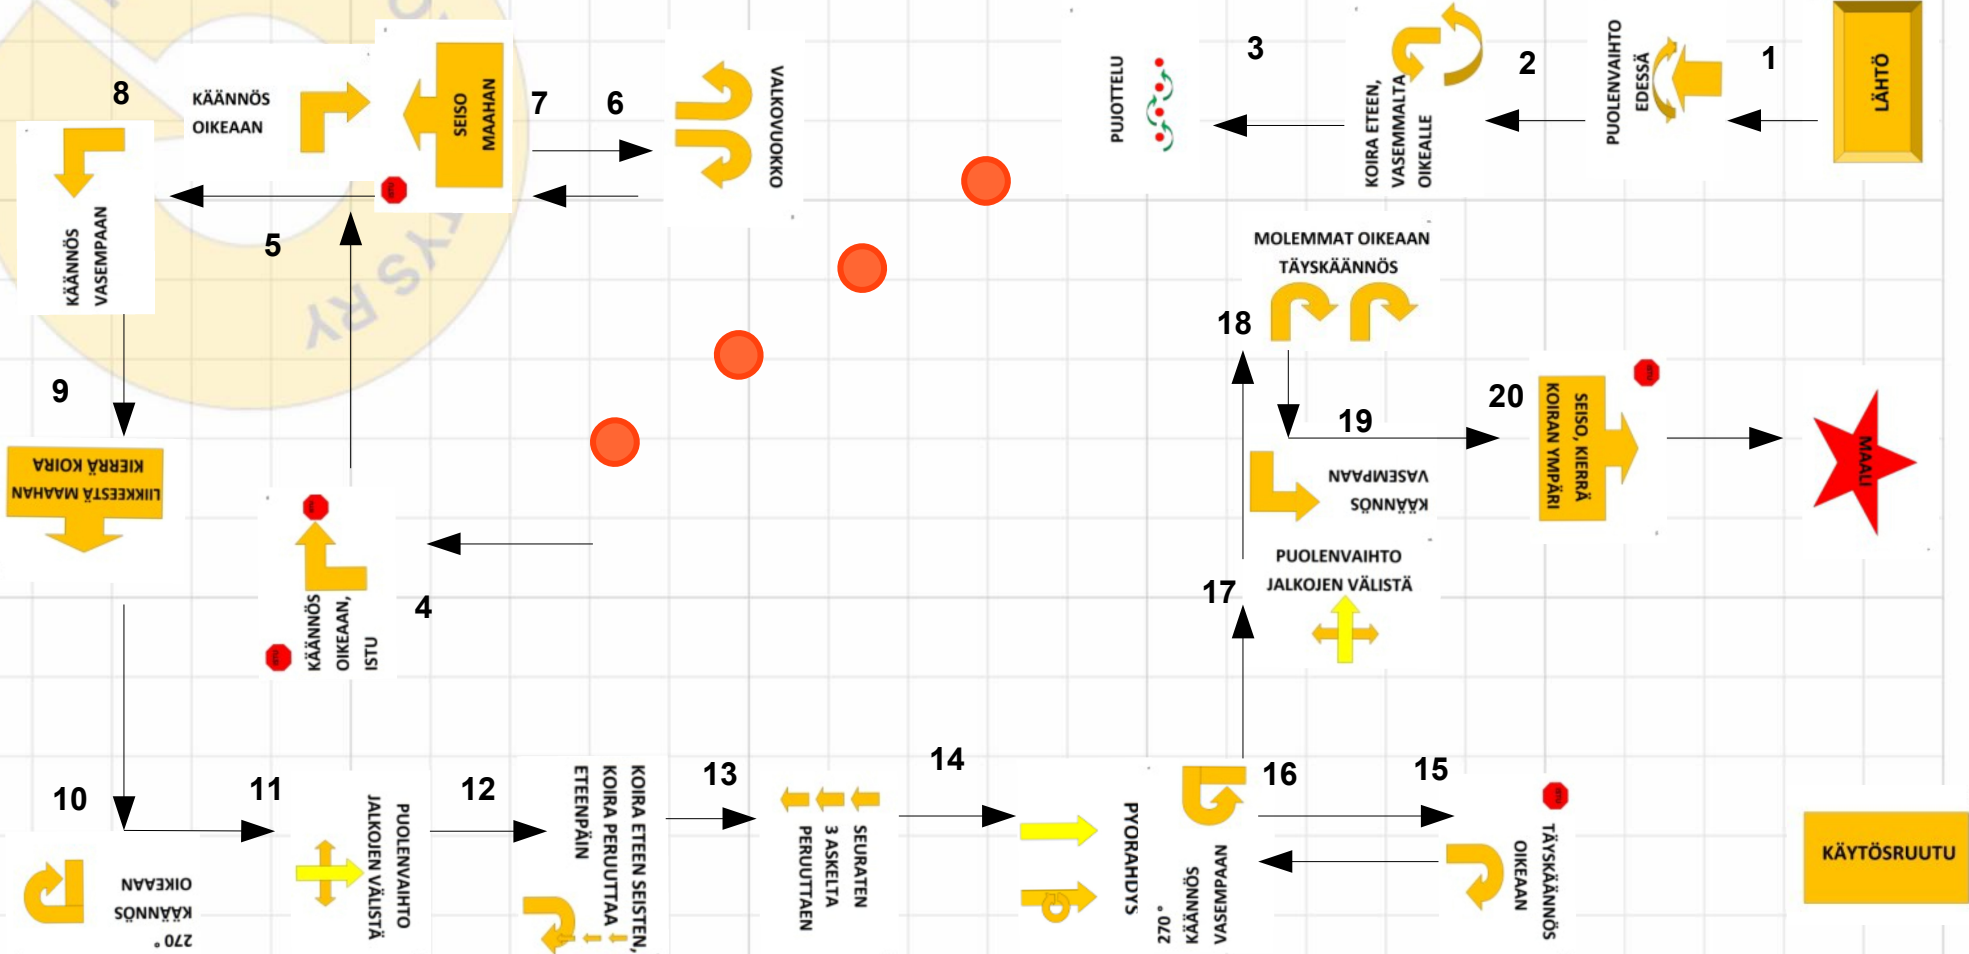 LÄHTÖ
1
PUOLENVAIHTO
EDESSÄ
2
KOIRA ETEEN,
VASEMMALTA
OIKEALLE
3
PUJOTTELU
4
KÄÄNNÖS
OIKEAAN,
ISTU
5
KÄÄNNÖS
OIKEAAN
6
VALKOVUOKKO
7
SEISO
MAAHAN
8
KÄÄNNÖS
VASEMPAAN
9
LIIKKEESTÄ MAAHAN
KIERRÄ KOIRA
10
270°
KÄÄNNÖS
OIKEAAN
11
PUOLENVAIHTO
JALKOJEN VÄLISTÄ
12
KOIRA ETEEN SEISTEN,
KOIRA PERUUTTAA
ETEENPÄIN
13
SEURATEN
3 ASKELTA
PERUUTTAEN
14
PYORAHDYS
15
TÄYSKÄÄNNÖS
OIKEAAN
16
270°
KÄÄNNÖS
VASEMPAAN
17
PUOLENVAIHTO
JALKOJEN VÄLISTÄ
18
MOLEMMAT OIKEAAN
TÄYSKÄÄNNÖS
19
KÄÄNNÖS
VASEMPAAN
20
SEISO, KIERRÄ
KOIRAN YMPÄRI
MAALI
KÄYTÖSRUUTU
YS RY